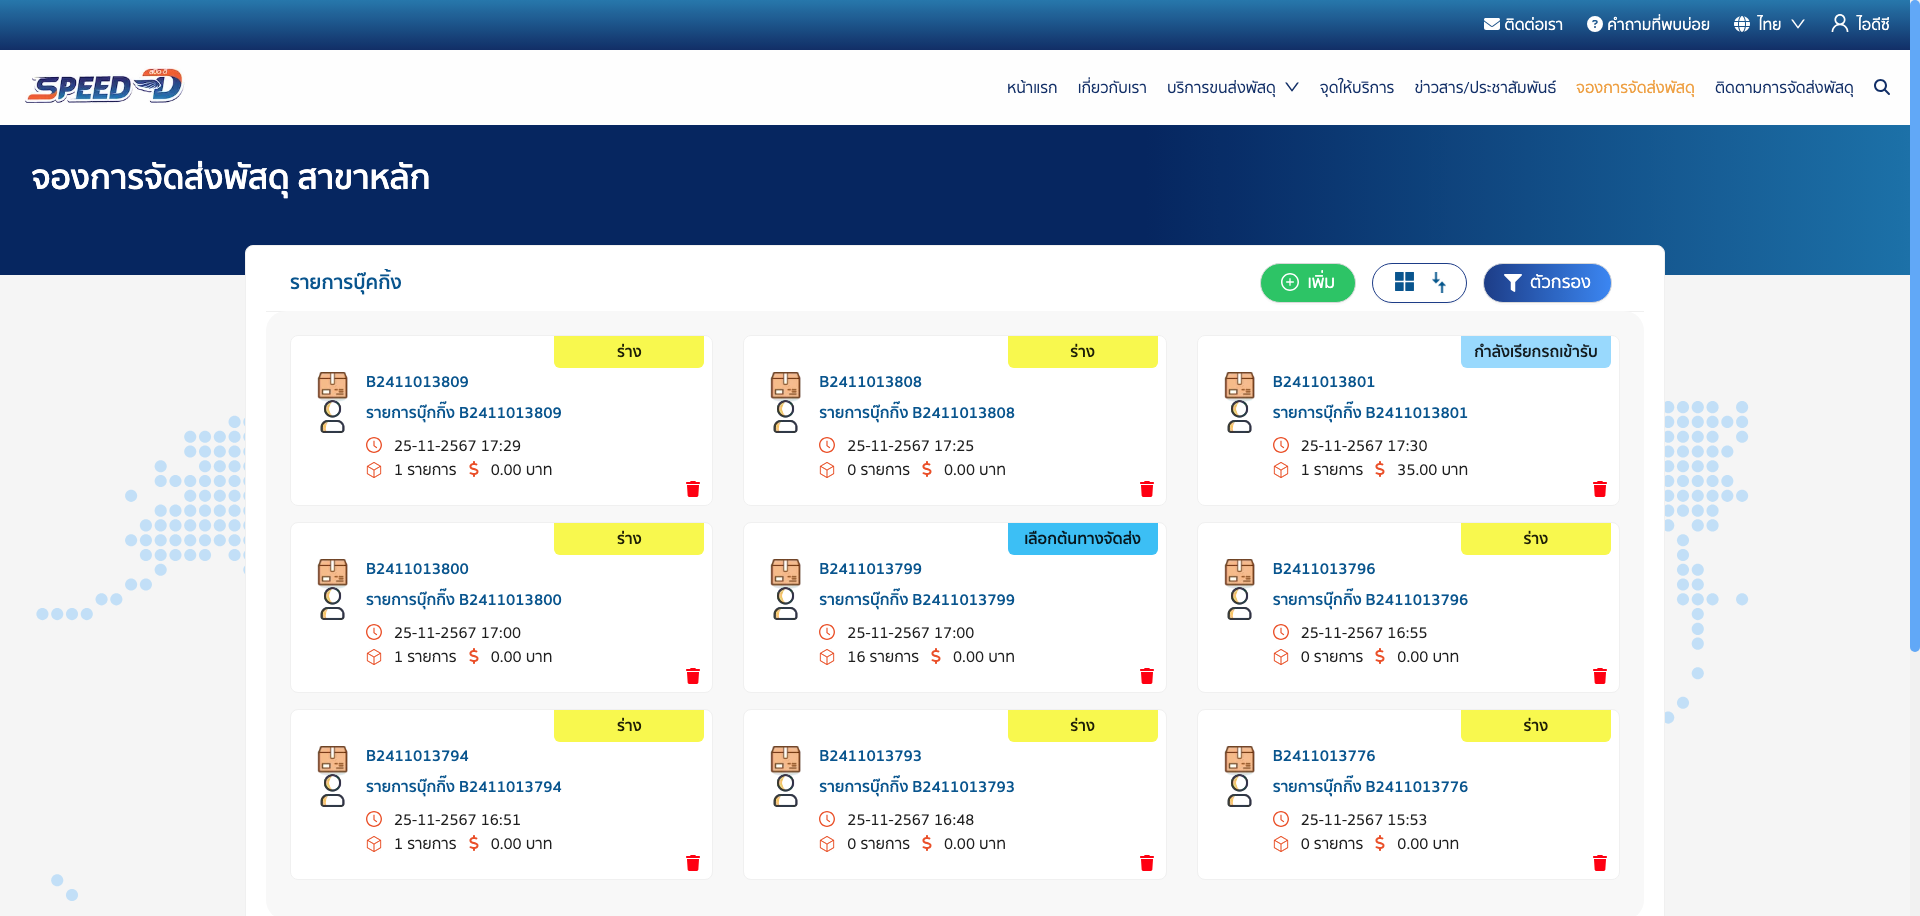 ติดต่อเรา คำถามที่พบบ่อย ไทย ไอดีซี
SPEED-D
หน้าแรก เกี่ยวกับเรา บริการขนส่งพัสดุ จุดให้บริการ ข่าวสาร/ประชาสัมพันธ์ จองการจัดส่งพัสดุ ติดตามการจัดส่งพัสดุ
จองการจัดส่งพัสดุ สาขาหลัก
รายการบุ๊คกิ้ง เพิ่ม ตัวกรอง
ร่าง
B2411013809
รายการบุ๊กกิ้ง B2411013809
25-11-2567 17:29
1 รายการ $ 0.00 บาท
ร่าง
B2411013808
รายการบุ๊กกิ้ง B2411013808
25-11-2567 17:25
0 รายการ $ 0.00 บาท
กำลังเรียกรถเข้ารับ
B2411013801
รายการบุ๊กกิ้ง B2411013801
25-11-2567 17:30
1 รายการ $ 35.00 บาท
ร่าง
B2411013800
รายการบุ๊กกิ้ง B2411013800
25-11-2567 17:00
1 รายการ $ 0.00 บาท
เลือกต้นทางจัดส่ง
B2411013799
รายการบุ๊กกิ้ง B2411013799
25-11-2567 17:00
16 รายการ $ 0.00 บาท
ร่าง
B2411013796
รายการบุ๊กกิ้ง B2411013796
25-11-2567 16:55
0 รายการ $ 0.00 บาท
ร่าง
B2411013794
รายการบุ๊กกิ้ง B2411013794
25-11-2567 16:51
1 รายการ $ 0.00 บาท
ร่าง
B2411013793
รายการบุ๊กกิ้ง B2411013793
25-11-2567 16:48
0 รายการ $ 0.00 บาท
ร่าง
B2411013776
รายการบุ๊กกิ้ง B2411013776
25-11-2567 15:53
0 รายการ $ 0.00 บาท